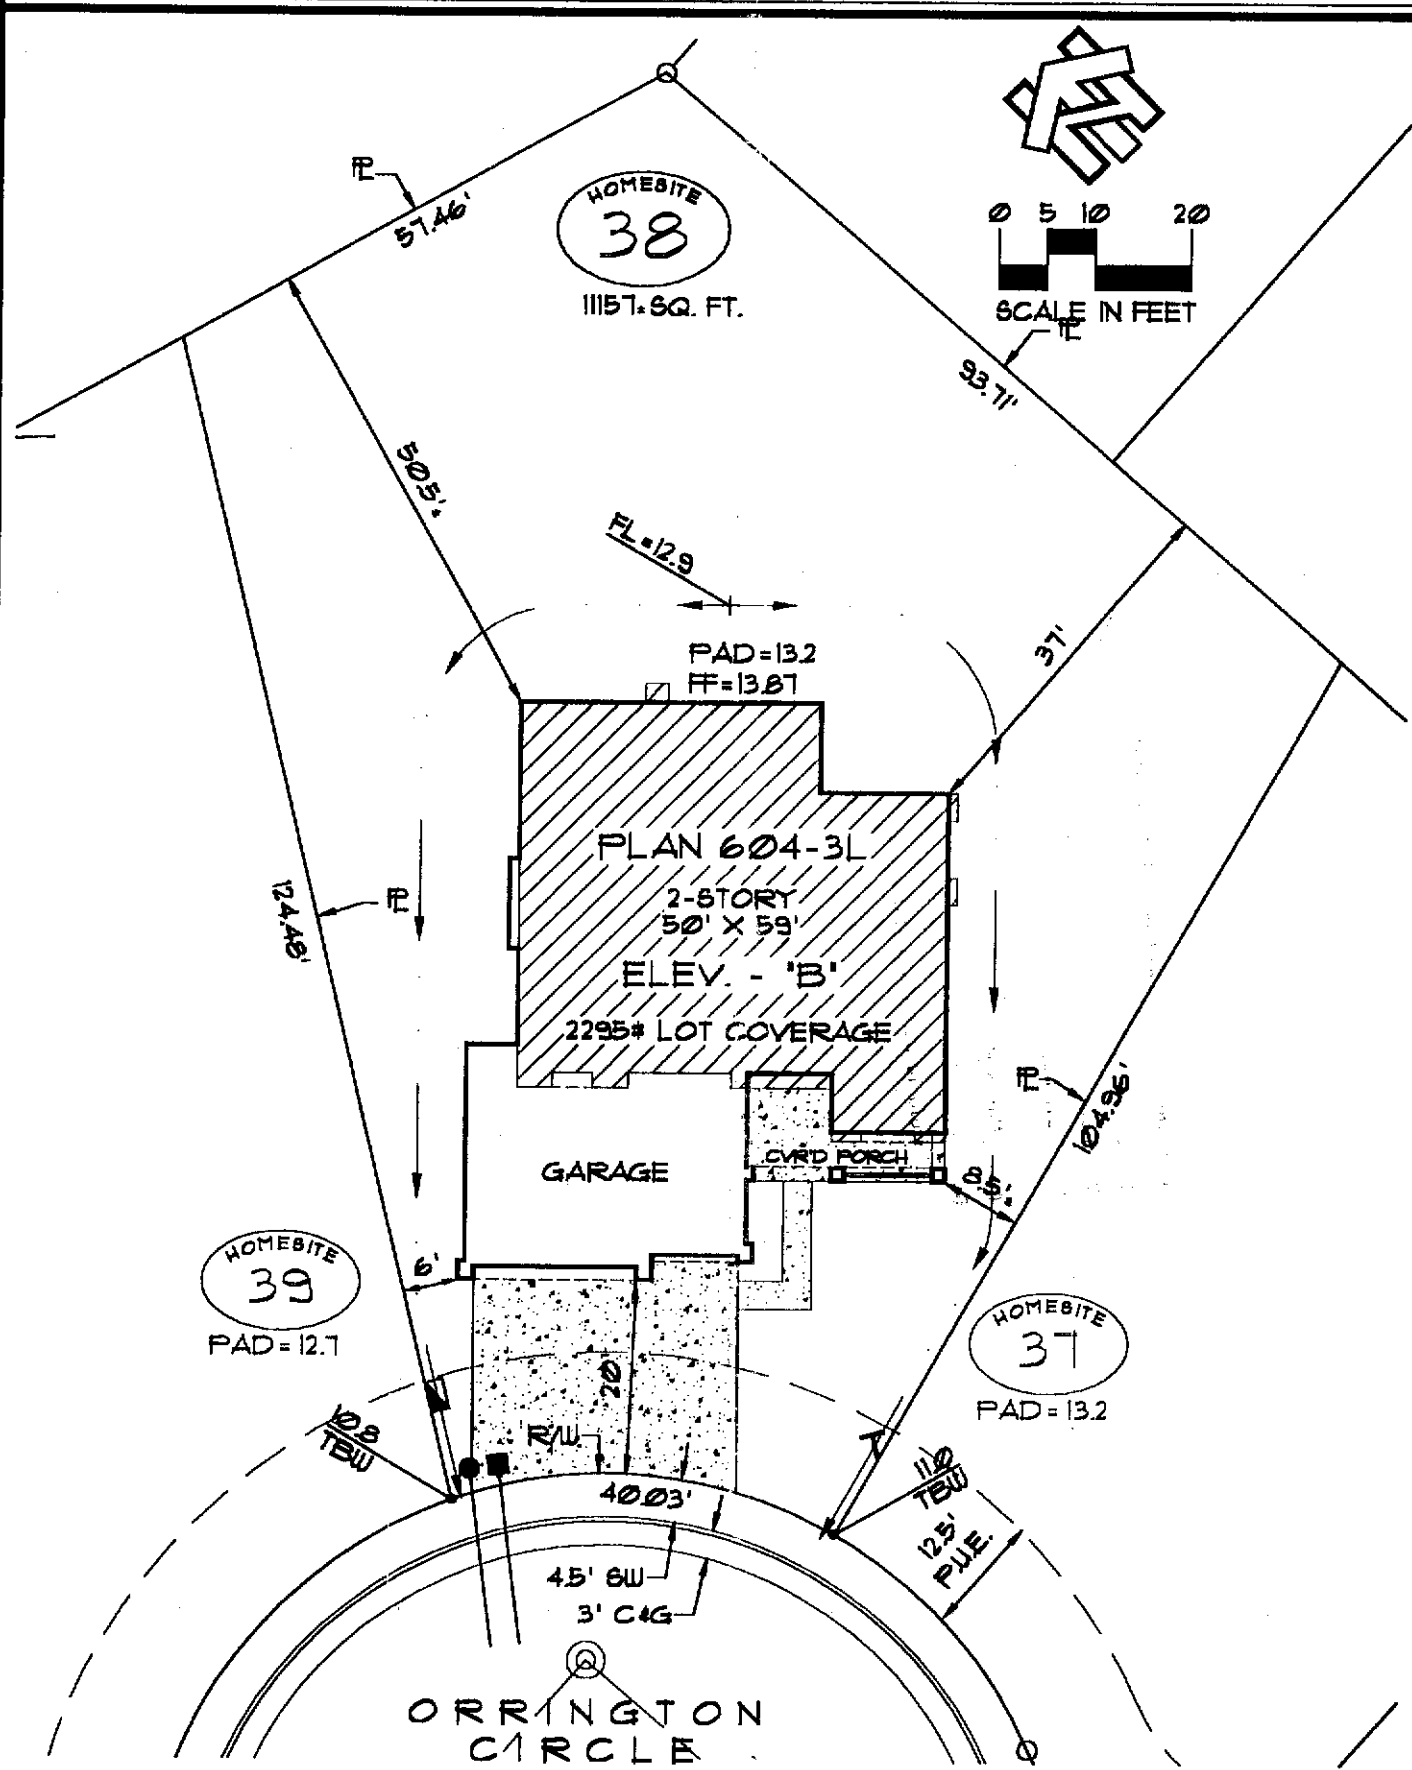 HOMESITE
38
11157± SQ. FT.
0 5 10 20
SCALE IN FEET
PL
PL
57.46'
93.71'
50.5'±
FL=12.9
37'
PAD=13.2
FF=13.87
PLAN 604-3L
2-STORY
50' X 59'
ELEV. - "B"
2295# LOT COVERAGE
124.48'
PL
PL
104.96'
CVR'D PORCH
GARAGE
8.5'±
HOMESITE
39
PAD=12.7
6'
HOMESITE
37
PAD=13.2
20'
R/W
10.8
TBW
11.0
TBW
40.03'
12.5'
P.U.E.
4.5' SW
3' C&G
ORRINGTON
CIRCLE